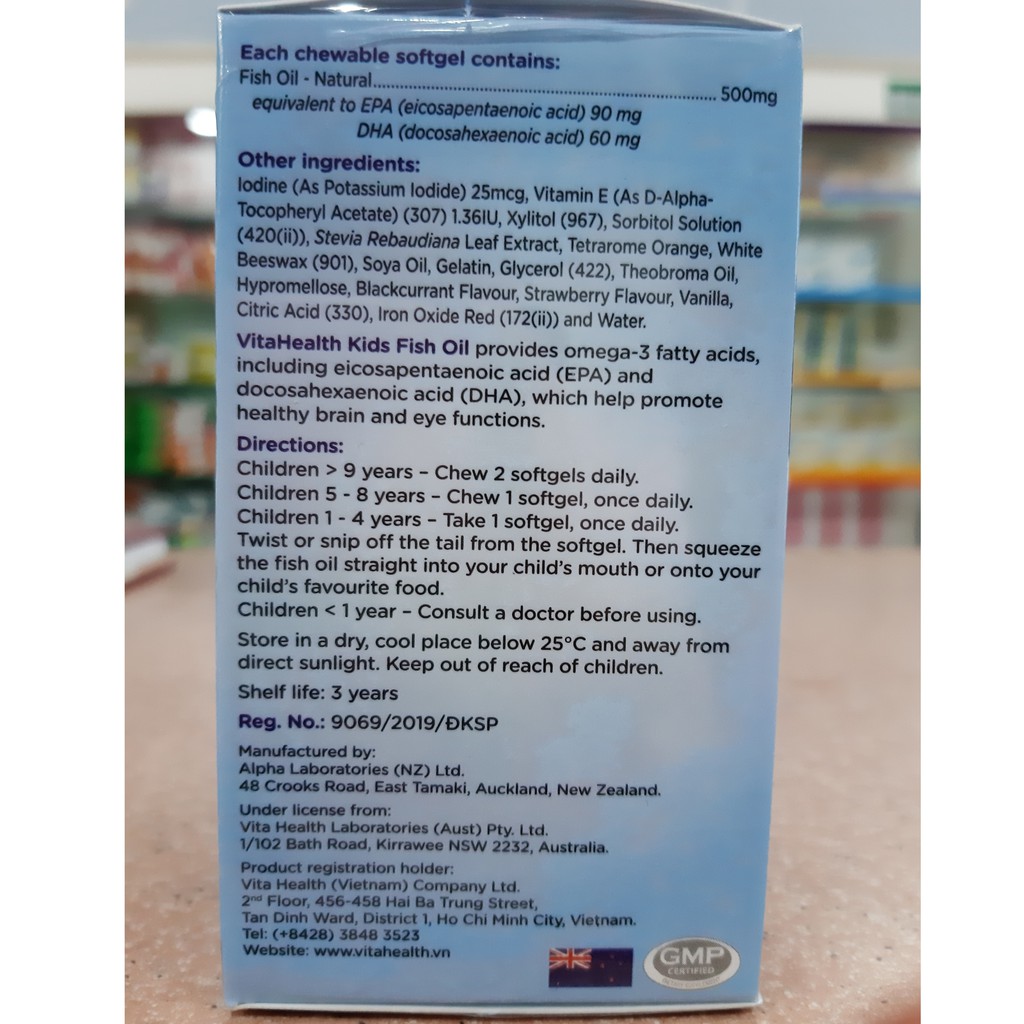 Each chewable softgel contains:
Fish Oil - Natural.................................................................................... 500mg
equivalent to EPA (eicosapentaenoic acid) 90 mg
DHA (docosahexaenoic acid) 60 mg
Other ingredients:
Iodine (As Potassium Iodide) 25mcg, Vitamin E (As D-Alpha-
Tocopheryl Acetate) (307) 1.36IU, Xylitol (967), Sorbitol Solution
(420(ii)), Stevia Rebaudiana Leaf Extract, Tetrarome Orange, White
Beeswax (901), Soya Oil, Gelatin, Glycerol (422), Theobroma Oil,
Hypromellose, Blackcurrant Flavour, Strawberry Flavour, Vanilla,
Citric Acid (330), Iron Oxide Red (172(ii)) and Water.
VitaHealth Kids Fish Oil provides omega-3 fatty acids,
including eicosapentaenoic acid (EPA) and
docosahexaenoic acid (DHA), which help promote
healthy brain and eye functions.
Directions:
Children > 9 years – Chew 2 softgels daily.
Children 5 - 8 years – Chew 1 softgel, once daily.
Children 1 - 4 years – Take 1 softgel, once daily.
Twist or snip off the tail from the softgel. Then squeeze
the fish oil straight into your child's mouth or onto your
child's favourite food.
Children < 1 year – Consult a doctor before using.
Store in a dry, cool place below 25°C and away from
direct sunlight. Keep out of reach of children.
Shelf life: 3 years
Reg. No.: 9069/2019/ĐKSP
Manufactured by:
Alpha Laboratories (NZ) Ltd.
48 Crooks Road, East Tamaki, Auckland, New Zealand.
Under license from:
Vita Health Laboratories (Aust) Pty. Ltd.
1/102 Bath Road, Kirrawee NSW 2232, Australia.
Product registration holder:
Vita Health (Vietnam) Company Ltd.
2nd Floor, 456-458 Hai Ba Trung Street,
Tan Dinh Ward, District 1, Ho Chi Minh City, Vietnam.
Tel: (+8428) 3848 3523
Website: www.vitahealth.vn
GMP
CERTIFIED